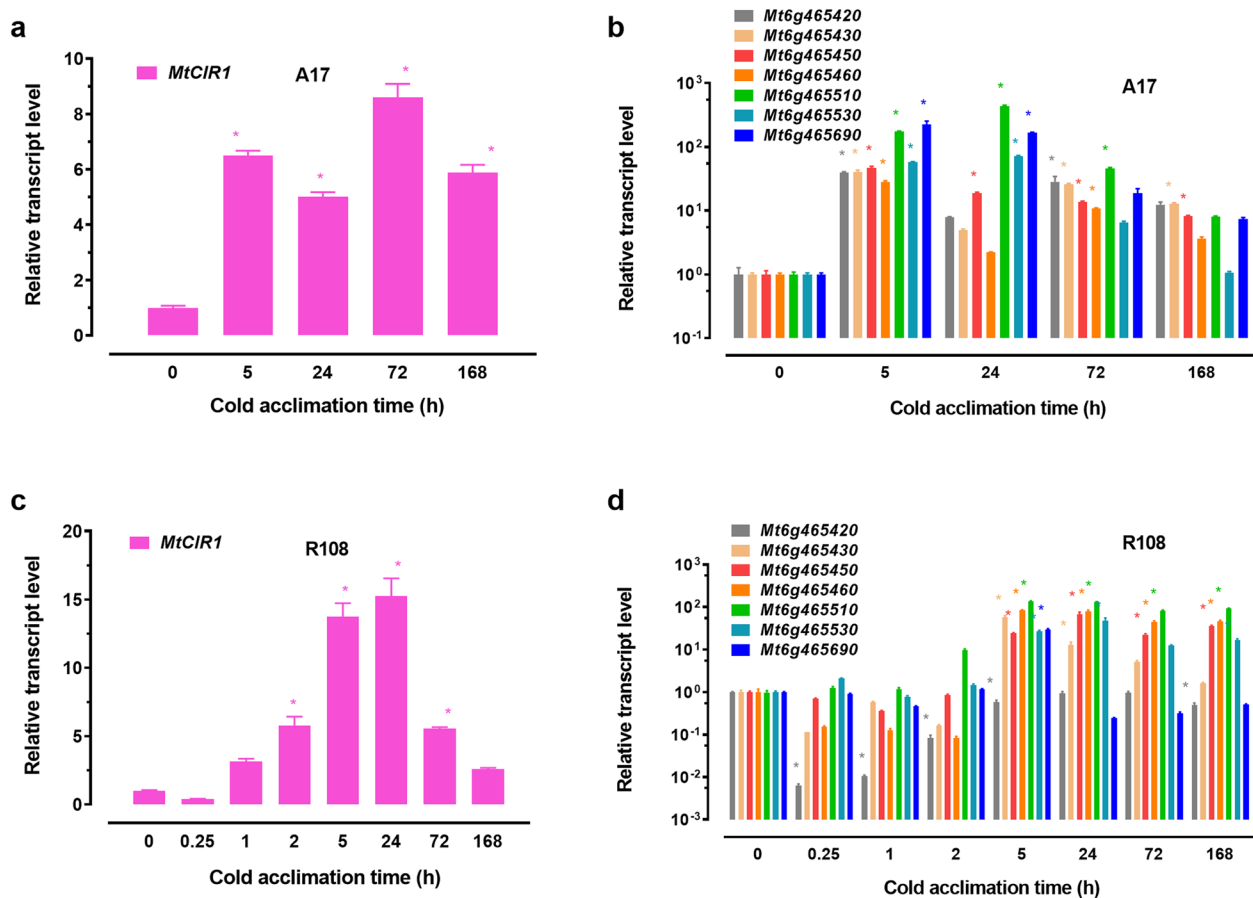 a
MtCIR1
A17
Relative transcript level
10
8
6
4
2
0
0 5 24 72 168
Cold acclimation time (h)
b
Mt6g465420
Mt6g465430
Mt6g465450
Mt6g465460
Mt6g465510
Mt6g465530
Mt6g465690
A17
Relative transcript level
10³
10²
10¹
10⁰
10⁻¹
0 5 24 72 168
Cold acclimation time (h)
c
MtCIR1
R108
Relative transcript level
20
15
10
5
0
0 0.25 1 2 5 24 72 168
Cold acclimation time (h)
d
Mt6g465420
Mt6g465430
Mt6g465450
Mt6g465460
Mt6g465510
Mt6g465530
Mt6g465690
R108
Relative transcript level
10³
10²
10¹
10⁰
10⁻¹
10⁻²
10⁻³
0 0.25 1 2 5 24 72 168
Cold acclimation time (h)